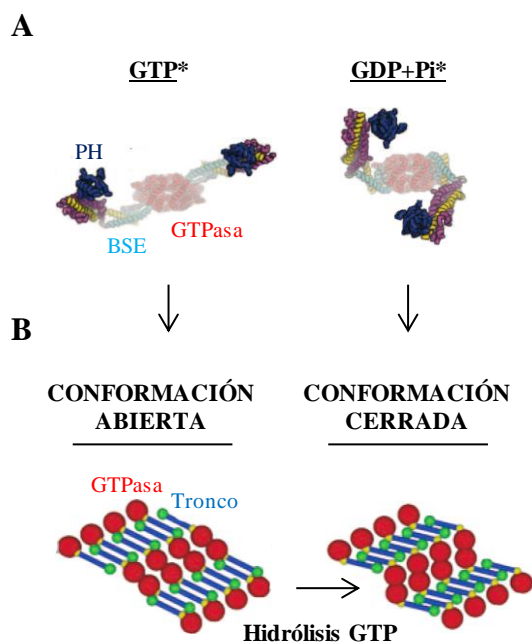 A
GTP*
GDP+Pi*
PH
BSE
GTPasa
B
CONFORMACIÓN
ABIERTA
CONFORMACIÓN
CERRADA
GTPasa
Tronco
Hidrólisis GTP